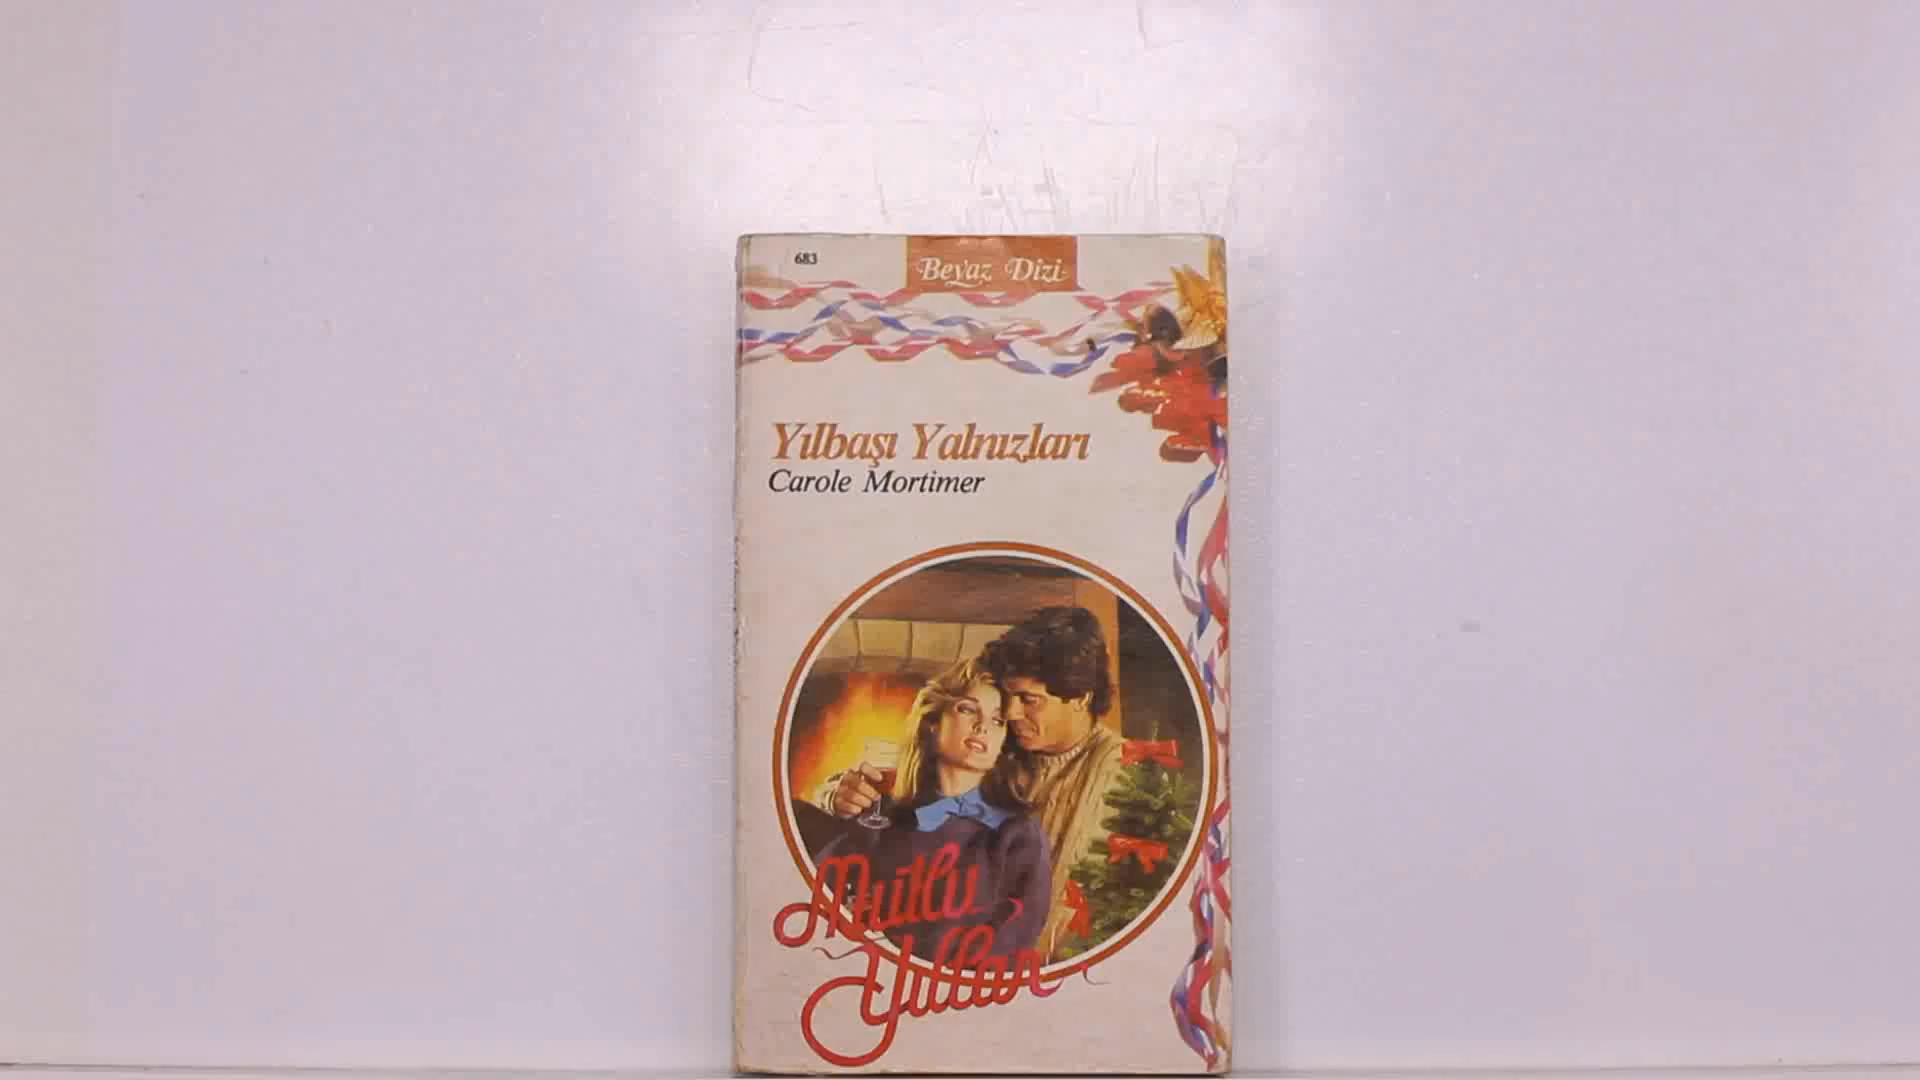 683
Beyaz Dizi
Yılbaşı Yalnızları
Carole Mortimer
Mutlu
Yıllar